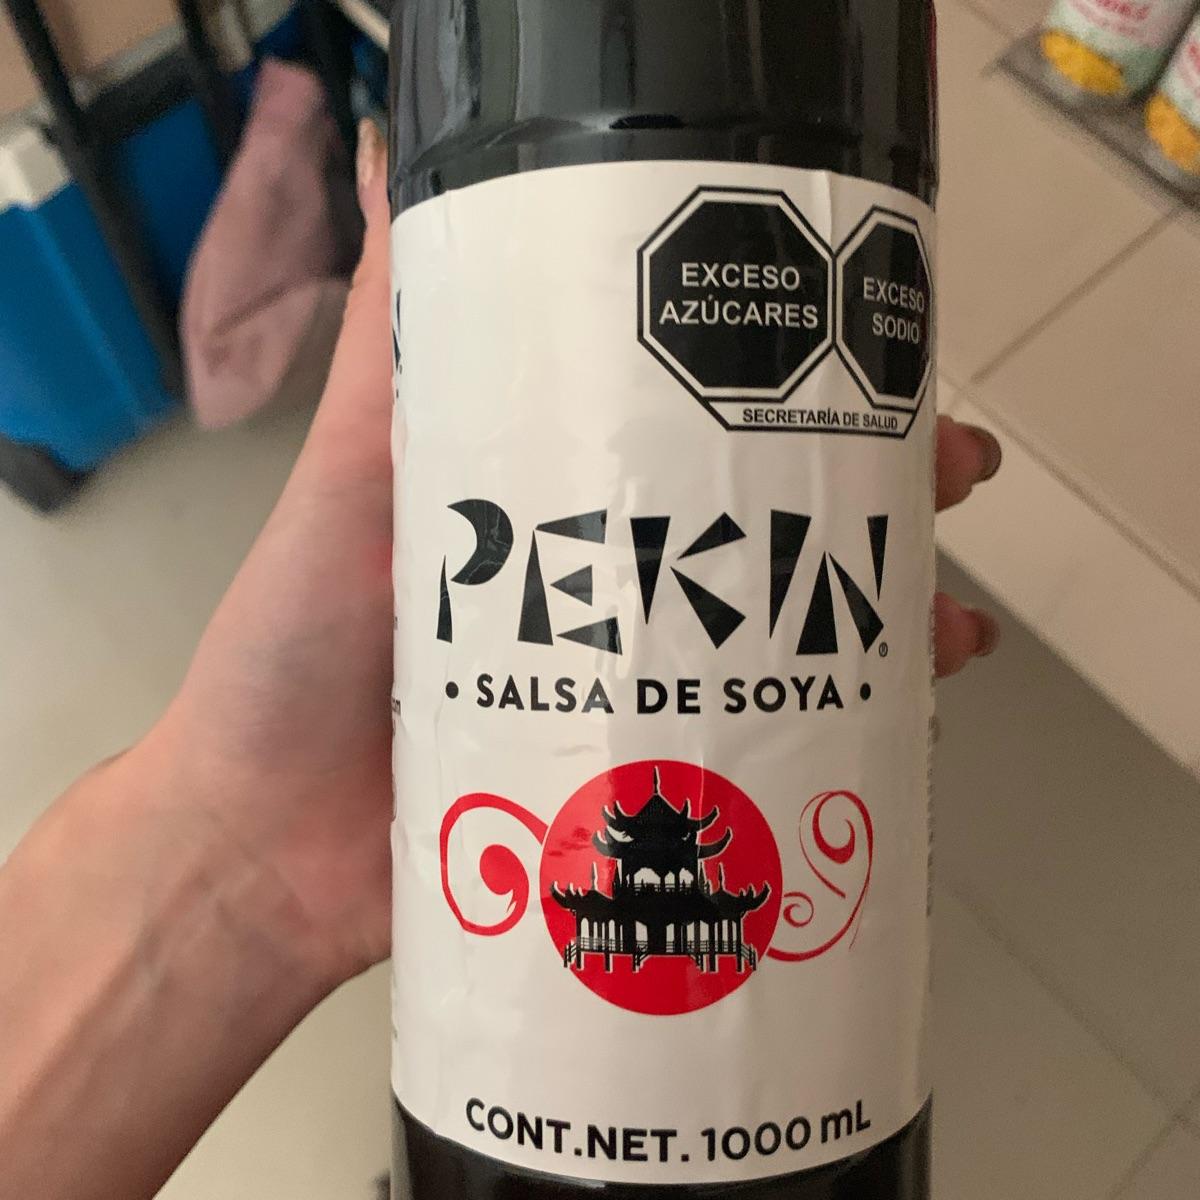 EXCESO
AZÚCARES
EXCESO
SODIO
SECRETARÍA DE SALUD
PEKIN®
• SALSA DE SOYA •
CONT.NET. 1000 mL